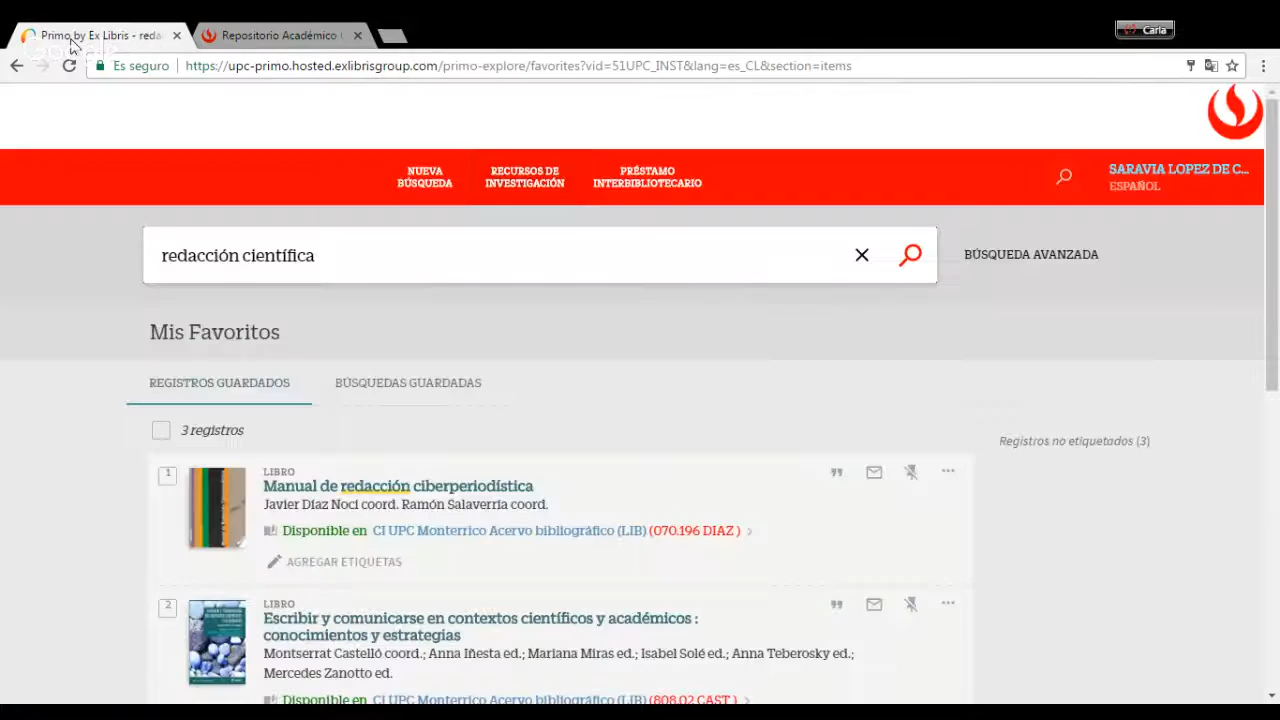 Primo by Ex Libris - reda
Repositorio Académico
Carla
Es seguro
https://upc-primo.hosted.exlibrisgroup.com/primo-explore/favorites?vid=51UPC_INST&lang=es_CL&section=items
NUEVA BÚSQUEDA
RECURSOS DE INVESTIGACIÓN
PRÉSTAMO INTERBIBLIOTECARIO
SARAVIA LOPEZ DE C...
ESPAÑOL
redacción científica
BÚSQUEDA AVANZADA
Mis Favoritos
REGISTROS GUARDADOS
BÚSQUEDAS GUARDADAS
3 registros
Registros no etiquetados (3)
1
LIBRO
Manual de redacción ciberperiodística
Javier Díaz Noci coord. Ramón Salaverría coord.
Disponible en CI UPC Monterrico Acervo bibliográfico (LIB) (070.196 DIAZ )
AGREGAR ETIQUETAS
2
LIBRO
Escribir y comunicarse en contextos científicos y académicos :
conocimientos y estrategias
Montserrat Castelló coord.; Anna Iñesta ed.; Mariana Miras ed.; Isabel Solé ed.; Anna Teberosky ed.;
Mercedes Zanotto ed.
Disponible en CI UPC Monterrico Acervo bibliográfico (LIB) (808.02 CAST )